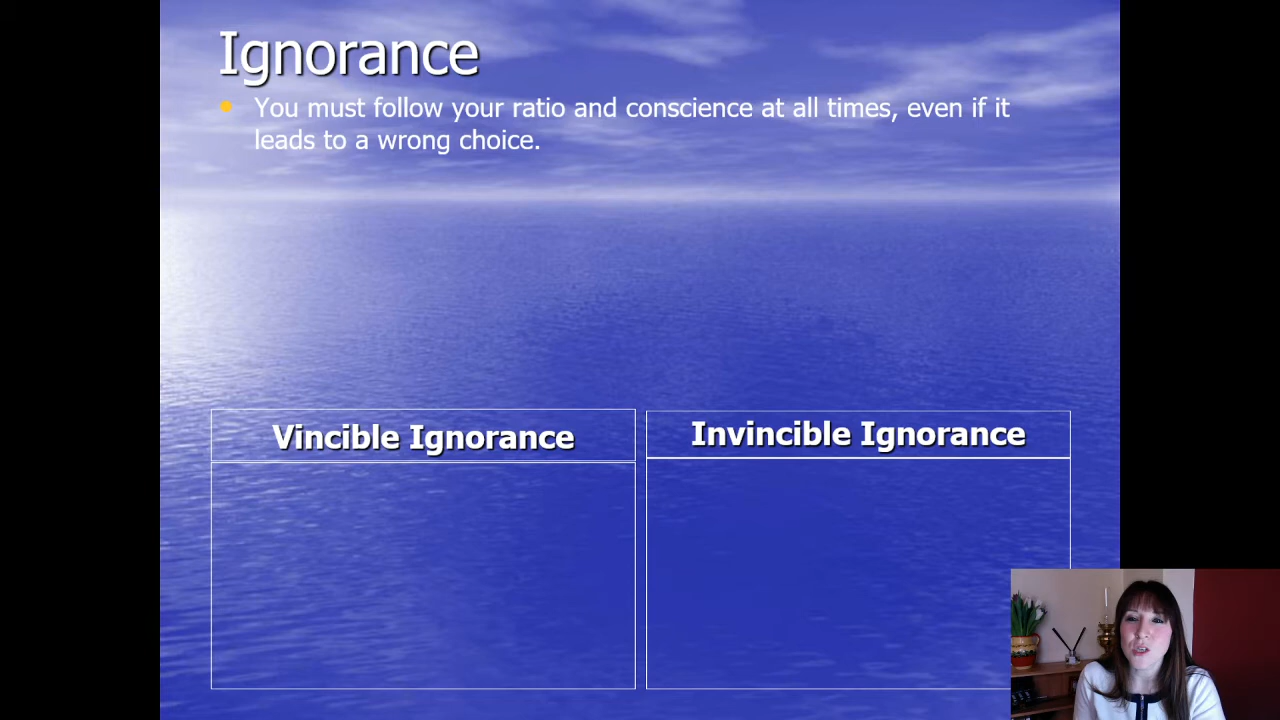 Ignorance
You must follow your ratio and conscience at all times, even if it
leads to a wrong choice.
Vincible Ignorance
Invincible Ignorance